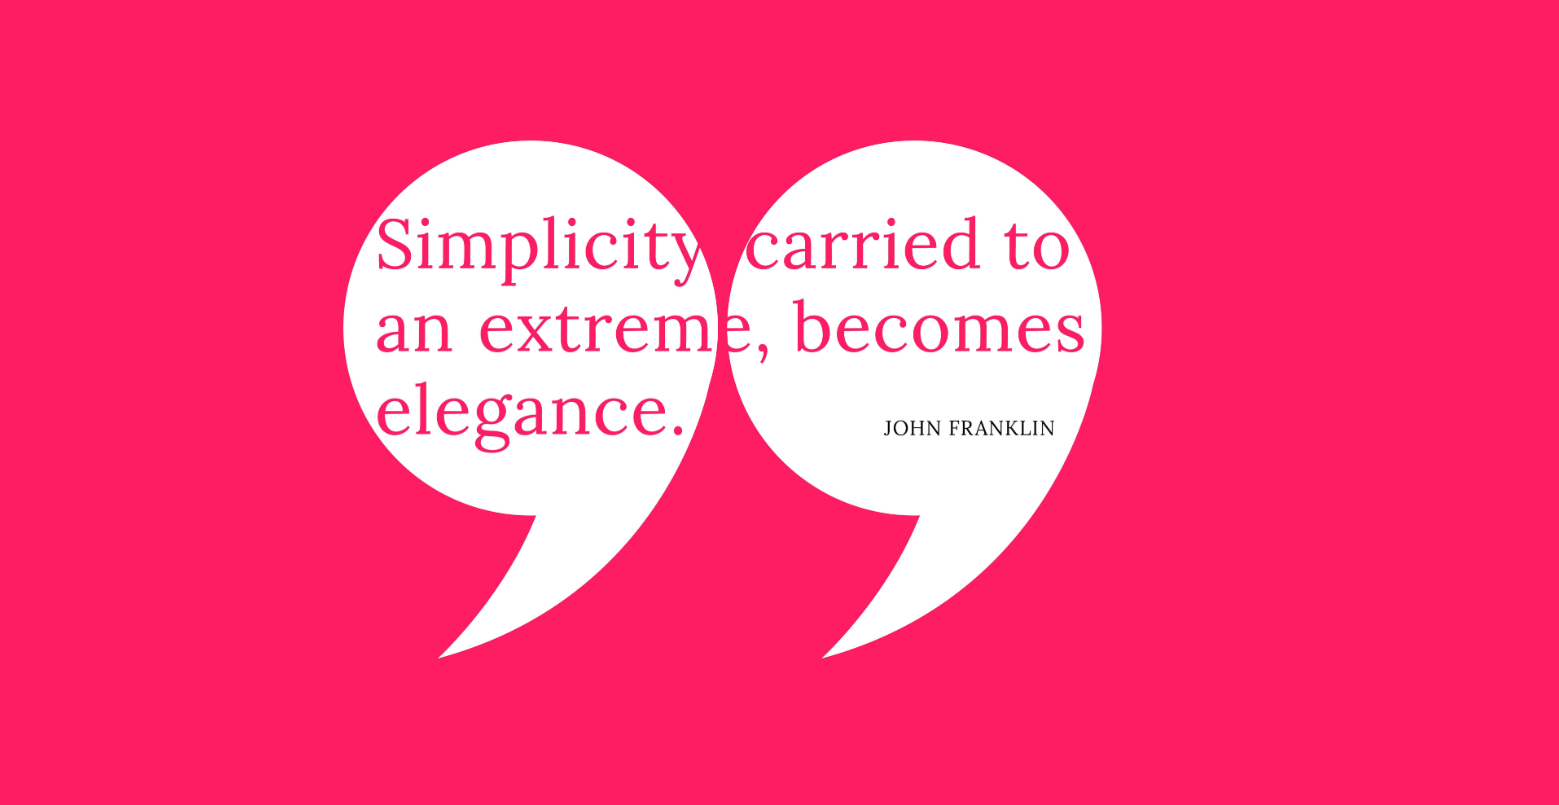 Simplicity carried to
an extreme, becomes
elegance.
JOHN FRANKLIN